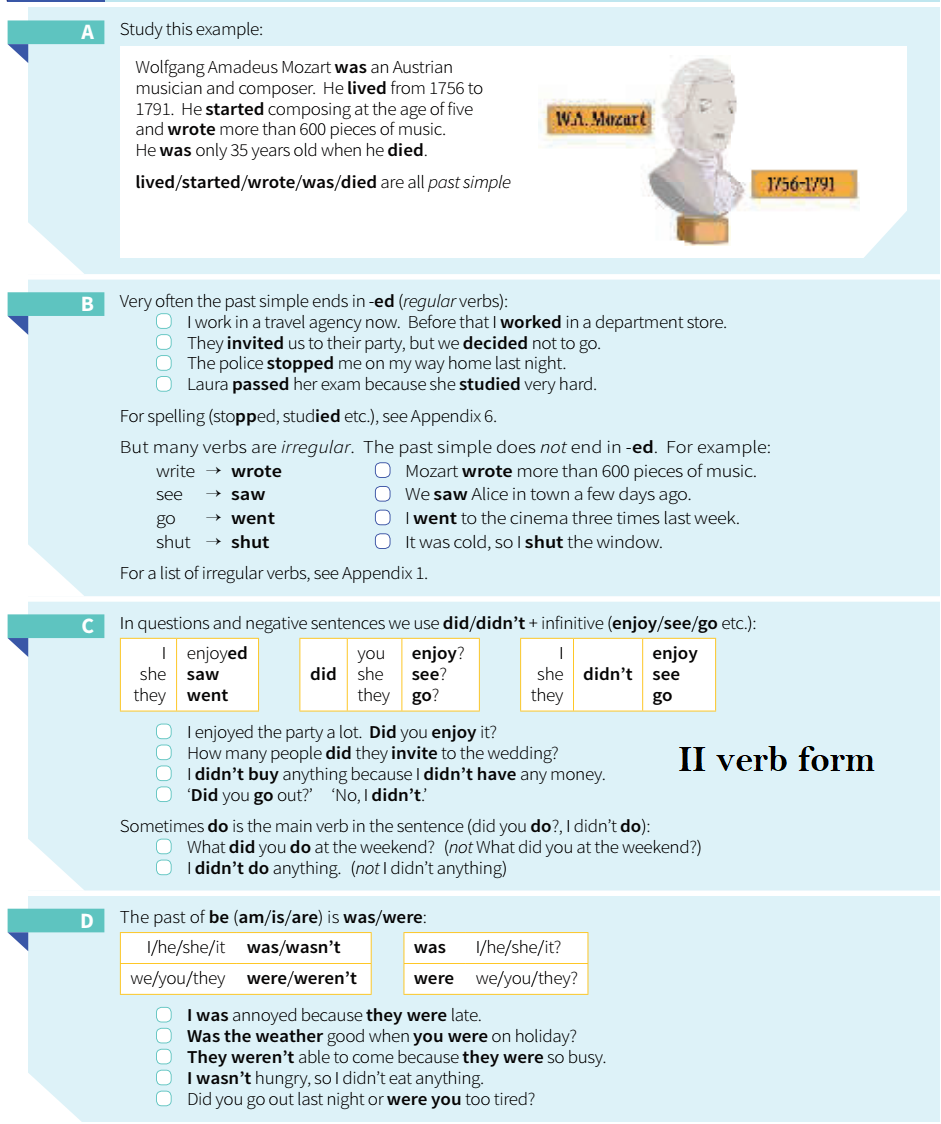 A
Study this example:
Wolfgang Amadeus Mozart was an Austrian
musician and composer. He lived from 1756 to
1791. He started composing at the age of five
and wrote more than 600 pieces of music.
He was only 35 years old when he died.
lived/started/wrote/was/died are all past simple
W.A. Mozart
1756-1791
B
Very often the past simple ends in -ed (regular verbs):
I work in a travel agency now. Before that I worked in a department store.
They invited us to their party, but we decided not to go.
The police stopped me on my way home last night.
Laura passed her exam because she studied very hard.
For spelling (stopped, studied etc.), see Appendix 6.
But many verbs are irregular. The past simple does not end in -ed. For example:
write → wrote Mozart wrote more than 600 pieces of music.
see → saw We saw Alice in town a few days ago.
go → went I went to the cinema three times last week.
shut → shut It was cold, so I shut the window.
For a list of irregular verbs, see Appendix 1.
C
In questions and negative sentences we use did/didn't + infinitive (enjoy/see/go etc.):
I enjoyed you enjoy? I enjoy
she saw did she see? she didn't see
they went they go? they go
I enjoyed the party a lot. Did you enjoy it?
How many people did they invite to the wedding?
I didn't buy anything because I didn't have any money.
'Did you go out?' 'No, I didn't.'
II verb form
Sometimes do is the main verb in the sentence (did you do?, I didn't do):
What did you do at the weekend? (not What did you at the weekend?)
I didn't do anything. (not I didn't anything)
D
The past of be (am/is/are) is was/were:
I/he/she/it was/wasn't was I/he/she/it?
we/you/they were/weren't were we/you/they?
I was annoyed because they were late.
Was the weather good when you were on holiday?
They weren't able to come because they were so busy.
I wasn't hungry, so I didn't eat anything.
Did you go out last night or were you too tired?